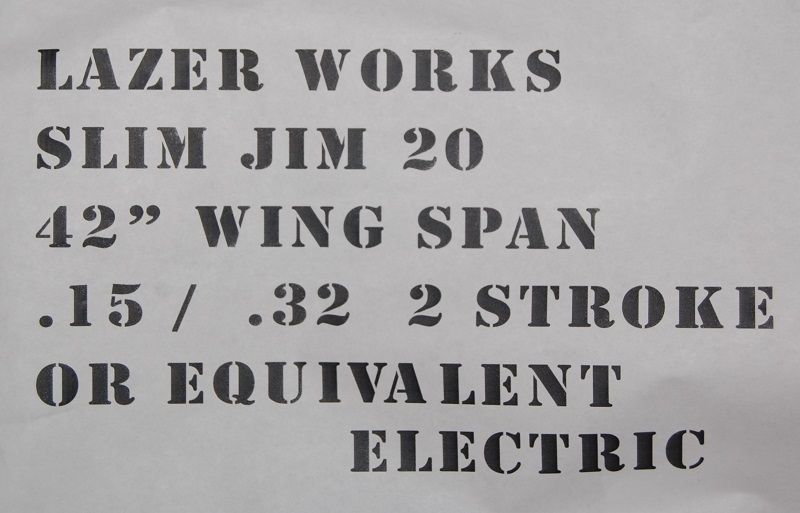 LAZER WORKS
SLIM JIM 20
42” WING SPAN
.15 / .32 2 STROKE
OR EQUIVALENT
ELECTRIC